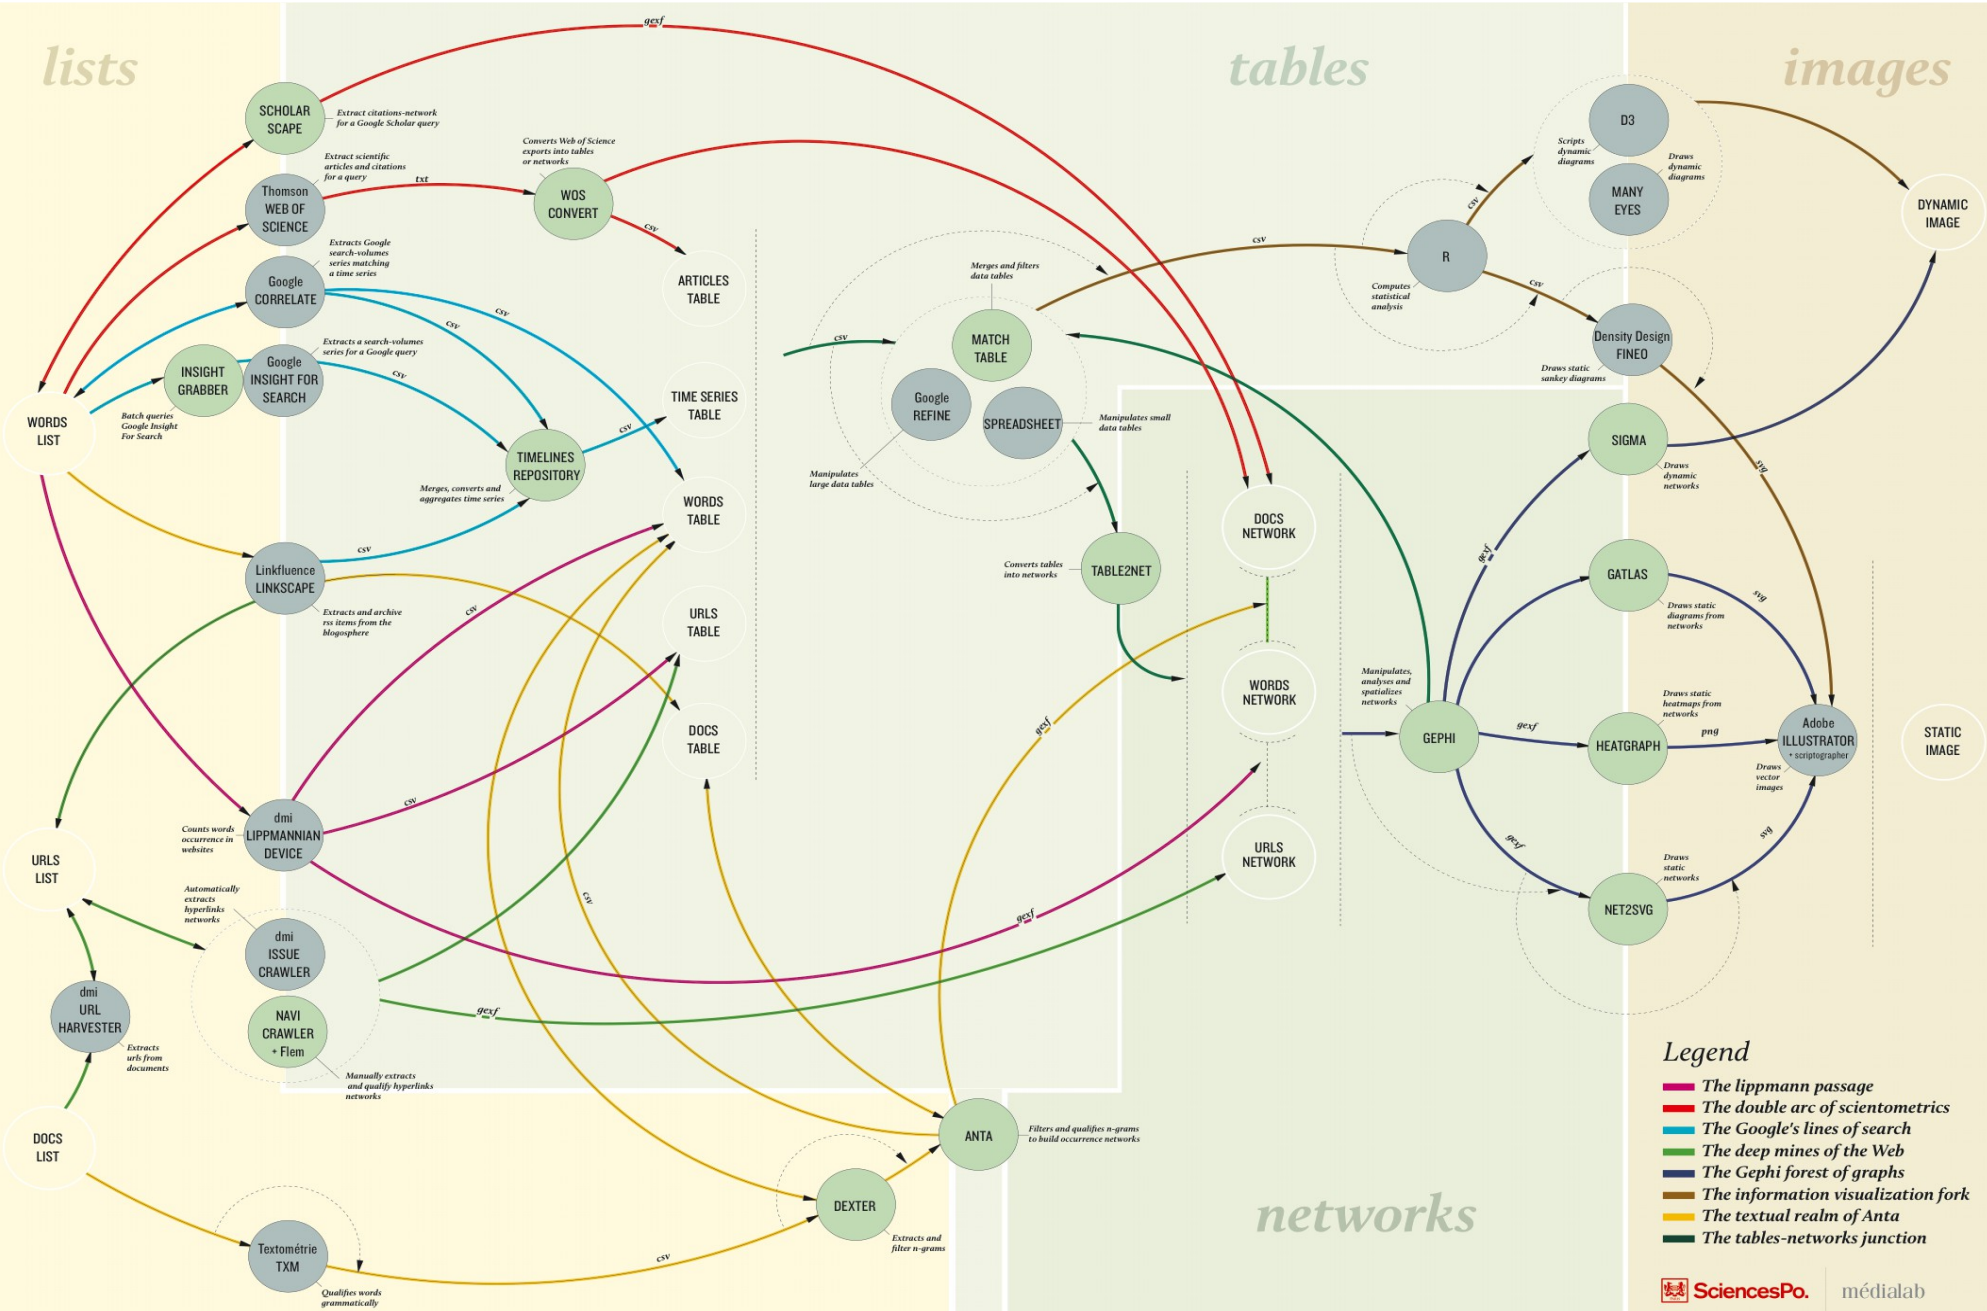 lists
tables
images
networks
gexf
SCHOLAR
SCAPE
Extract citations-network
for a Google Scholar query
Extract scientific
articles and citations
for a query
Thomson
WEB OF
SCIENCE
txt
Converts Web of Science
exports into tables
or networks
WOS
CONVERT
csv
ARTICLES
TABLE
Extracts Google
search-volumes
series matching
a time series
Google
CORRELATE
csv
csv
Extracts a search-volumes
series for a Google query
INSIGHT
GRABBER
Google
INSIGHT FOR
SEARCH
csv
Batch queries
Google Insight
For Search
WORDS
LIST
TIME SERIES
TABLE
csv
TIMELINES
REPOSITORY
Merges, converts and
aggregates time series
WORDS
TABLE
csv
Linkfluence
LINKSCAPE
Extracts and archive
rss items from the
blogosphere
csv
URLS
TABLE
DOCS
TABLE
csv
dmi
LIPPMANNIAN
DEVICE
Counts words
occurrence in
websites
URLS
LIST
Automatically
extracts
hyperlinks
networks
dmi
ISSUE
CRAWLER
NAVI
CRAWLER
+ Flem
Manually extracts
and qualify hyperlinks
networks
dmi
URL
HARVESTER
Extracts
urls from
documents
DOCS
LIST
Textométrie
TXM
Qualifies words
grammatically
csv
csv
gexf
gexf
gexf
DEXTER
Extracts and
filter n-grams
ANTA
Filters and qualifies n-grams
to build occurrence networks
csv
Merges and filters
data tables
MATCH
TABLE
Google
REFINE
SPREADSHEET
Manipulates small
data tables
Manipulates
large data tables
Converts tables
into networks
TABLE2NET
DOCS
NETWORK
WORDS
NETWORK
URLS
NETWORK
csv
R
Computes
statistical
analysis
csv
csv
D3
Scripts
dynamic
diagrams
Draws
dynamic
diagrams
MANY
EYES
DYNAMIC
IMAGE
Density Design
FINEO
Draws static
sankey diagrams
SIGMA
Draws
dynamic
networks
svg
gexf
GATLAS
Draws static
diagrams from
networks
svg
Manipulates,
analyses and
spatializes
networks
GEPHI
gexf
Draws static
heatmaps from
networks
HEATGRAPH
png
Adobe
ILLUSTRATOR
+ scriptographer
Draws
vector
images
STATIC
IMAGE
gexf
svg
Draws
static
networks
NET2SVG
Legend
The lippmann passage
The double arc of scientometrics
The Google's lines of search
The deep mines of the Web
The Gephi forest of graphs
The information visualization fork
The textual realm of Anta
The tables-networks junction
SciencesPo.
médialab